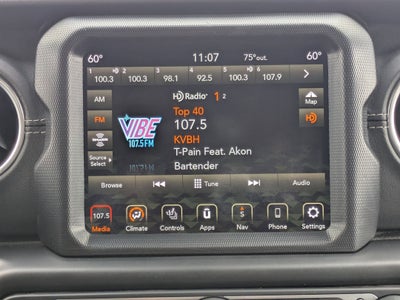 60°
11:07
75°out.
60°
1 100.3
2 100.3
3 98.1
4 92.5
5 100.3
6 107.9
AM
FM
Source
Select
VIBE
107.5 FM
HD Radio
1 2
Top 40
107.5
KVBH
T-Pain Feat. Akon
Bartender
Map
HD
Browse
Tune
Audio
107.5
Media
Climate
Controls
Apps
S
Nav
Phone
Settings